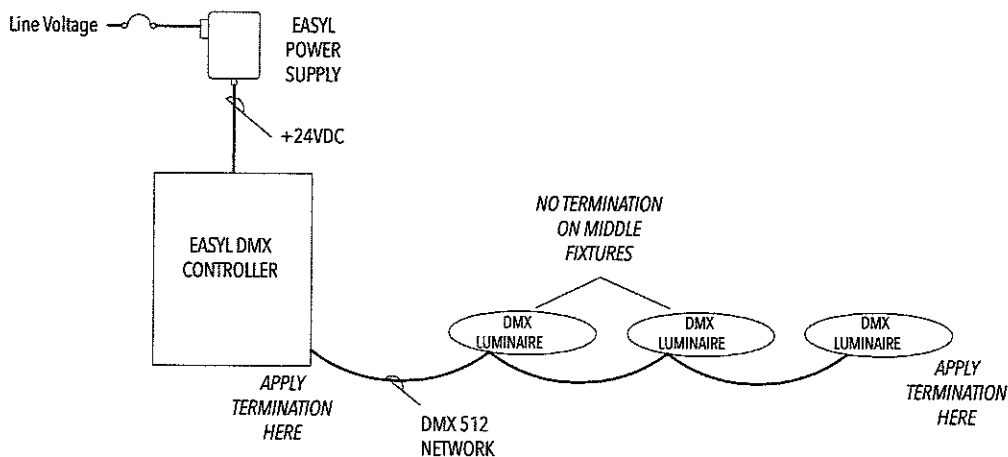 Line Voltage
EASYL
POWER
SUPPLY
+24VDC
EASYL DMX
CONTROLLER
NO TERMINATION
ON MIDDLE
FIXTURES
DMX
LUMINAIRE
DMX
LUMINAIRE
DMX
LUMINAIRE
APPLY
TERMINATION
HERE
DMX 512
NETWORK
APPLY
TERMINATION
HERE